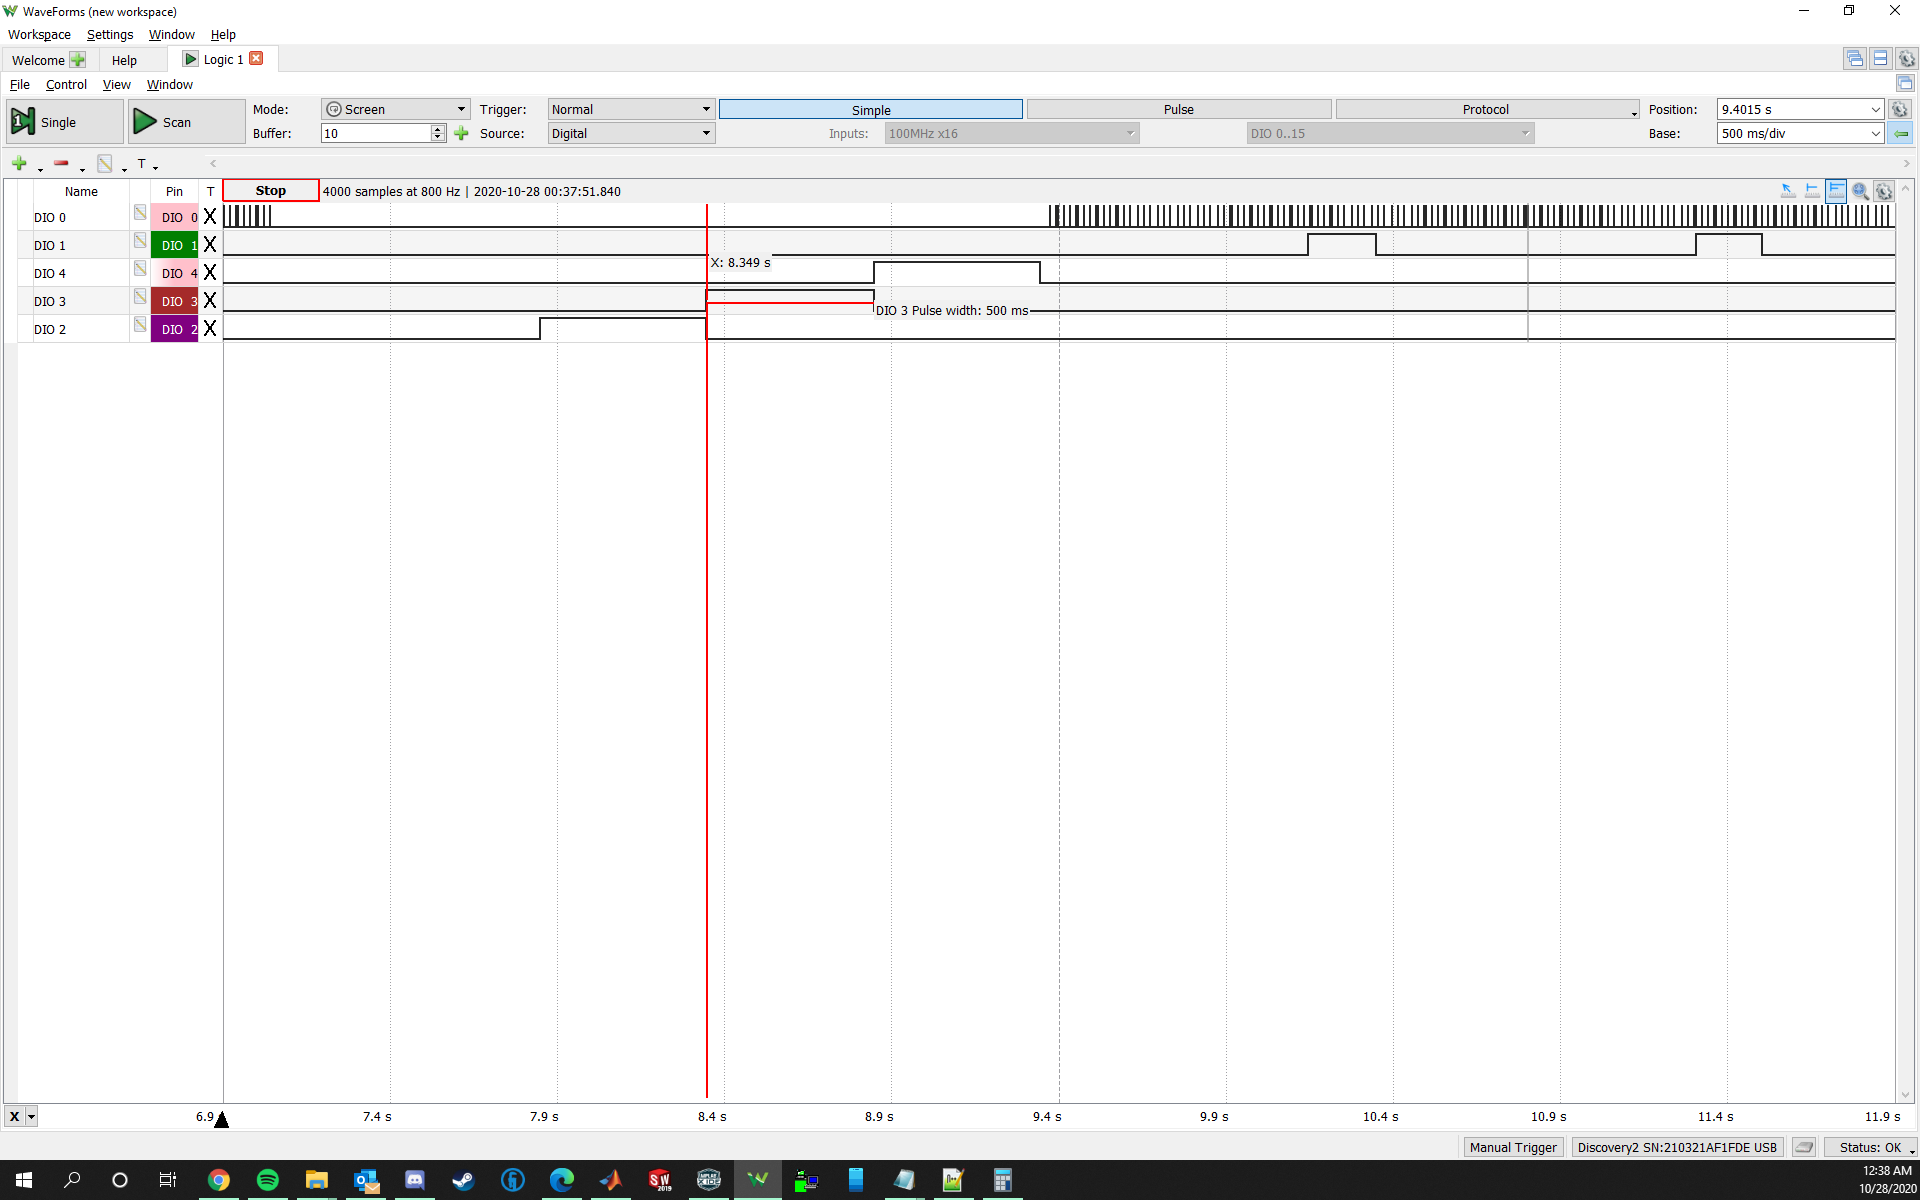 WaveForms (new workspace)
Workspace Settings Window Help
Welcome Help Logic 1
File Control View Window
Single Scan Mode: Screen Trigger: Normal Simple Pulse Protocol Position: 9.4015 s
Buffer: 10 Source: Digital Inputs: 100MHz x16 DIO 0..15 Base: 500 ms/div
T
Name Pin T Stop 4000 samples at 800 Hz | 2020-10-28 00:37:51.840
DIO 0 DIO 0 X
DIO 1 DIO 1 X
X: 8.349 s
DIO 4 DIO 4 X
DIO 3 DIO 3 X
DIO 3 Pulse width: 500 ms
DIO 2 DIO 2 X
X 6.9 7.4 s 7.9 s 8.4 s 8.9 s 9.4 s 9.9 s 10.4 s 10.9 s 11.4 s 11.9 s
Manual Trigger Discovery2 SN:210321AF1FDE USB Status: OK
12:38 AM
10/28/2020